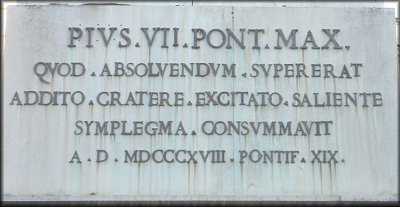 PIVS. VII. PONT. MAX.
QVOD. ABSOLVENDVM. SVPERERAT
ADDITO. CRATERE. EXCITATO. SALIENTE
SYMPLEGMA. CONSVMMAVIT
A. D. MDCCCXVIII. PONTIF. XIX.